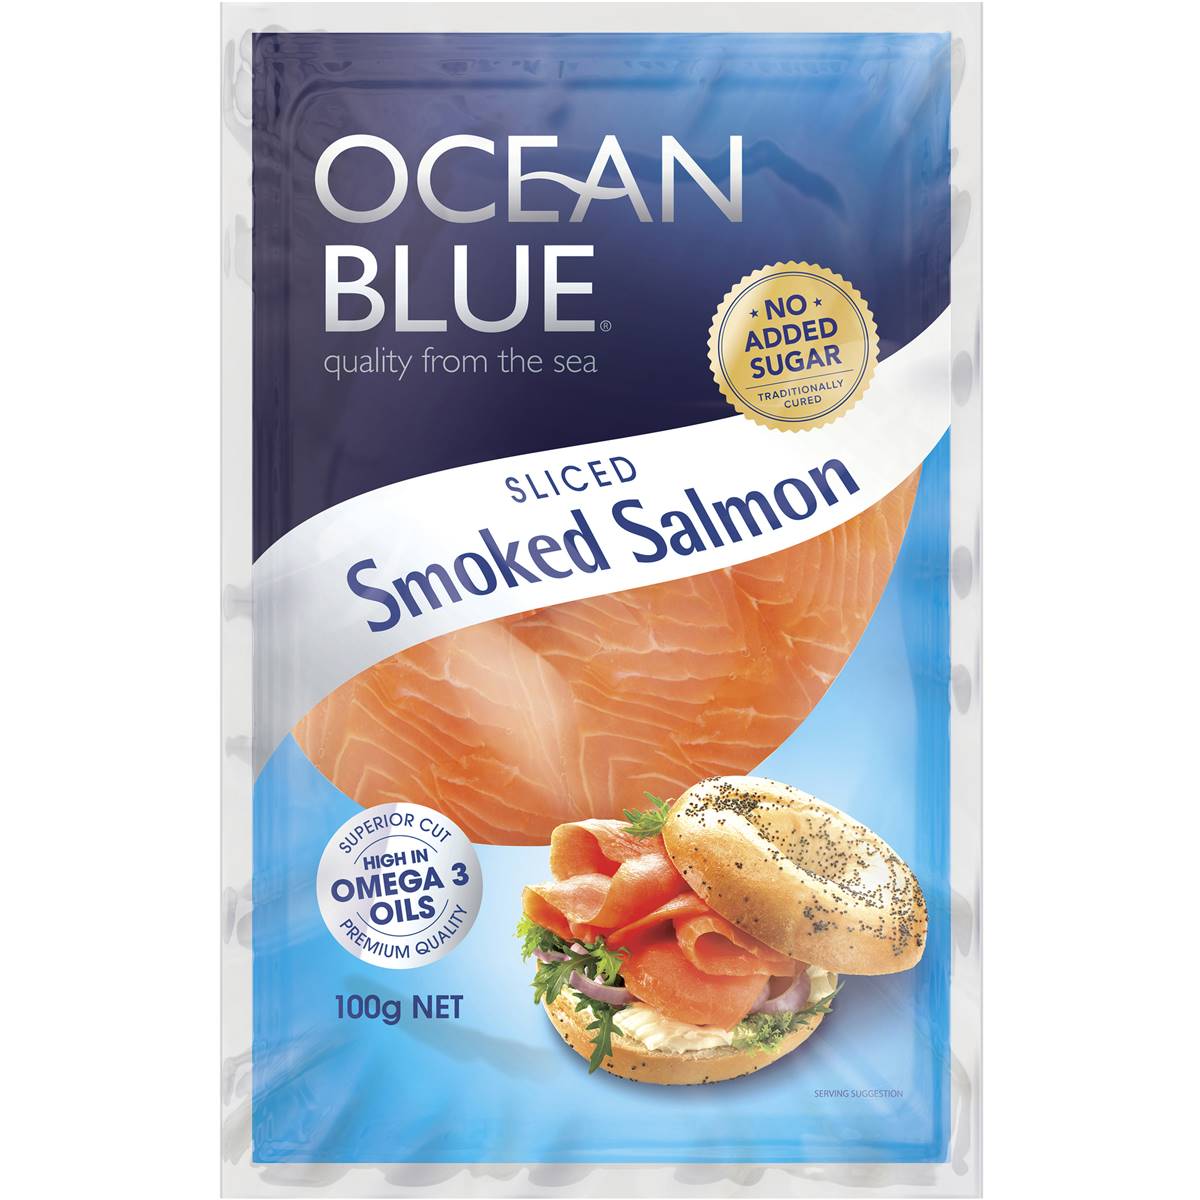 OCEAN
BLUE®
quality from the sea
★ NO ★
ADDED
SUGAR
TRADITIONALLY
CURED
SLICED
Smoked Salmon
SUPERIOR CUT
HIGH IN
OMEGA 3
OILS
PREMIUM QUALITY
100g NET
SERVING SUGGESTION